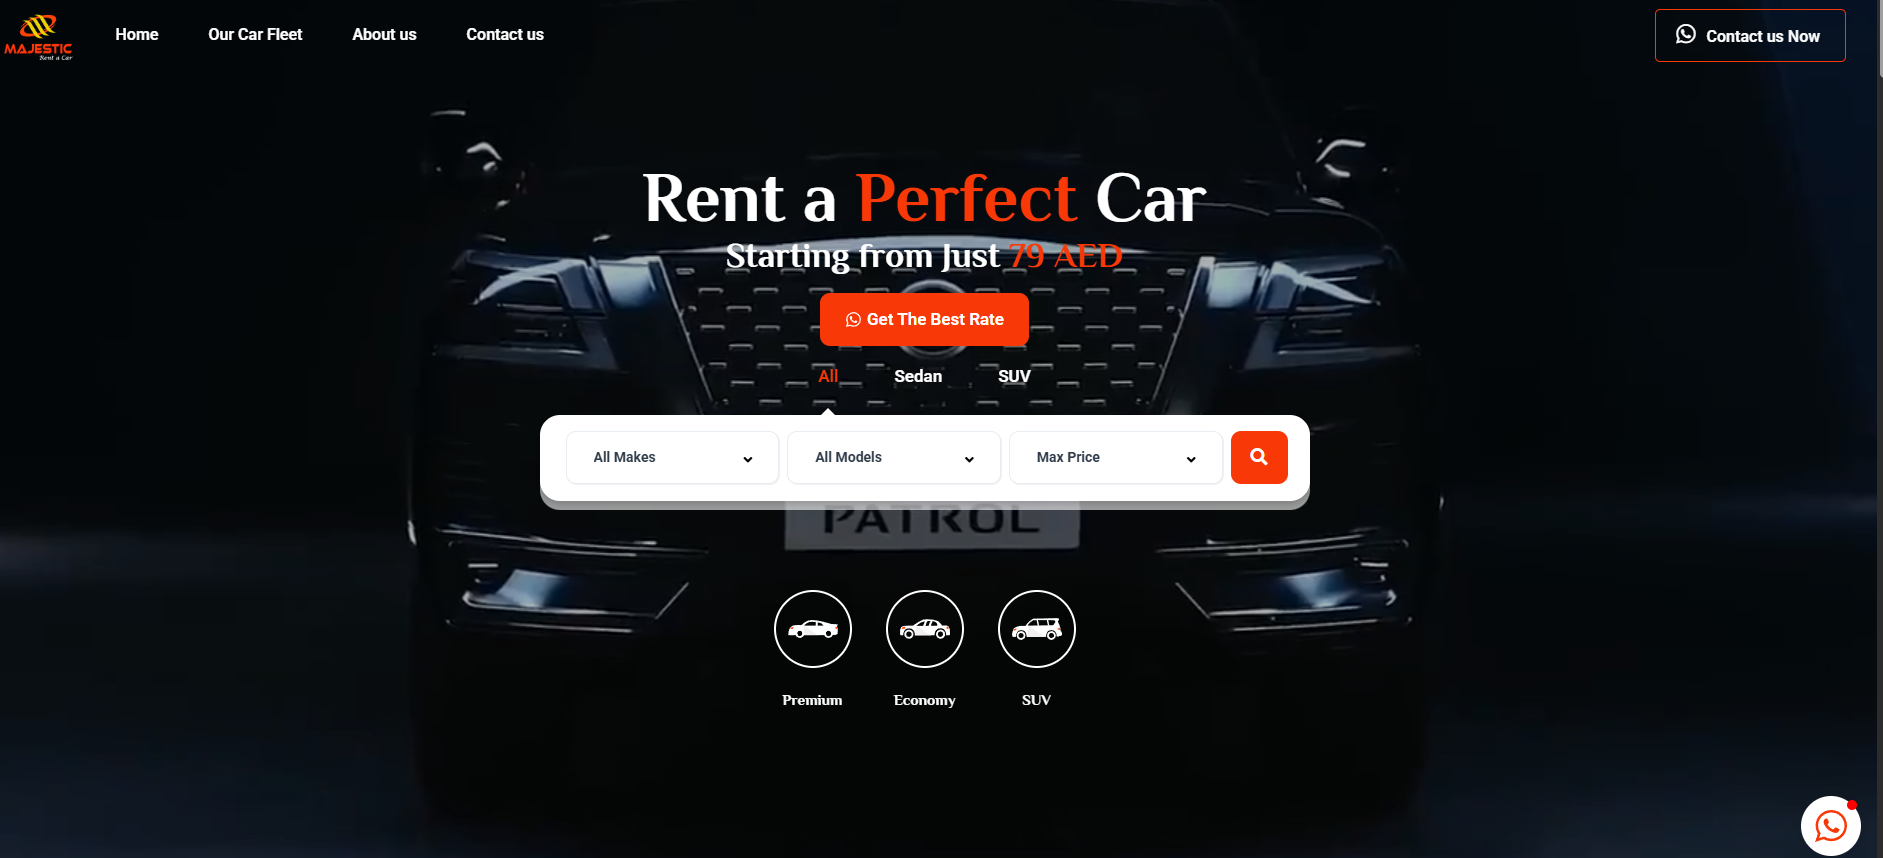 MAJESTIC
Rent a Car
Home
Our Car Fleet
About us
Contact us
Contact us Now
Rent a Perfect Car
Starting from Just 79 AED
Get The Best Rate
All
Sedan
SUV
All Makes
All Models
Max Price
PATROL
Premium
Economy
SUV